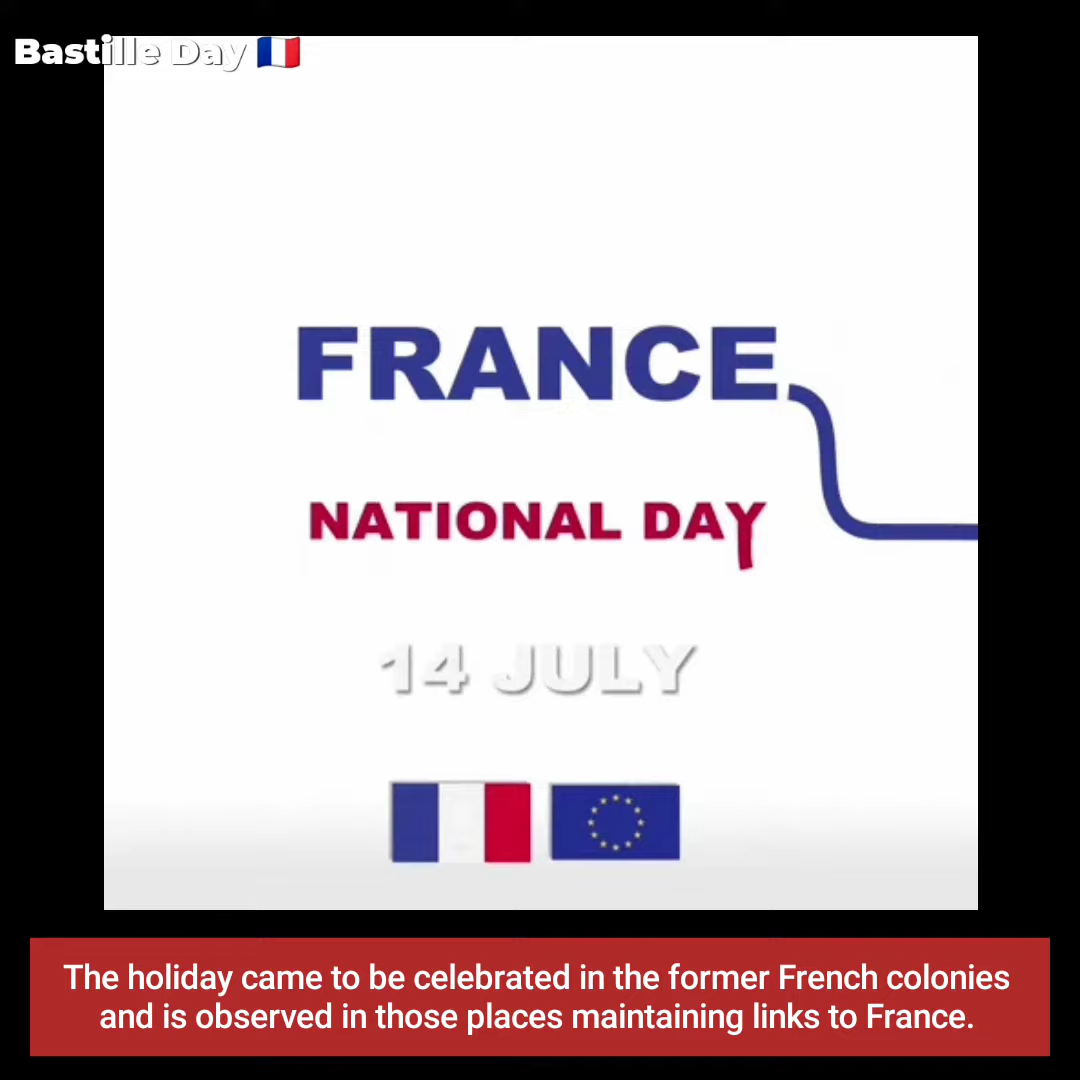 Bastille Day 🇫🇷
FRANCE
NATIONAL DAY
14 JULY
The holiday came to be celebrated in the former French colonies
and is observed in those places maintaining links to France.